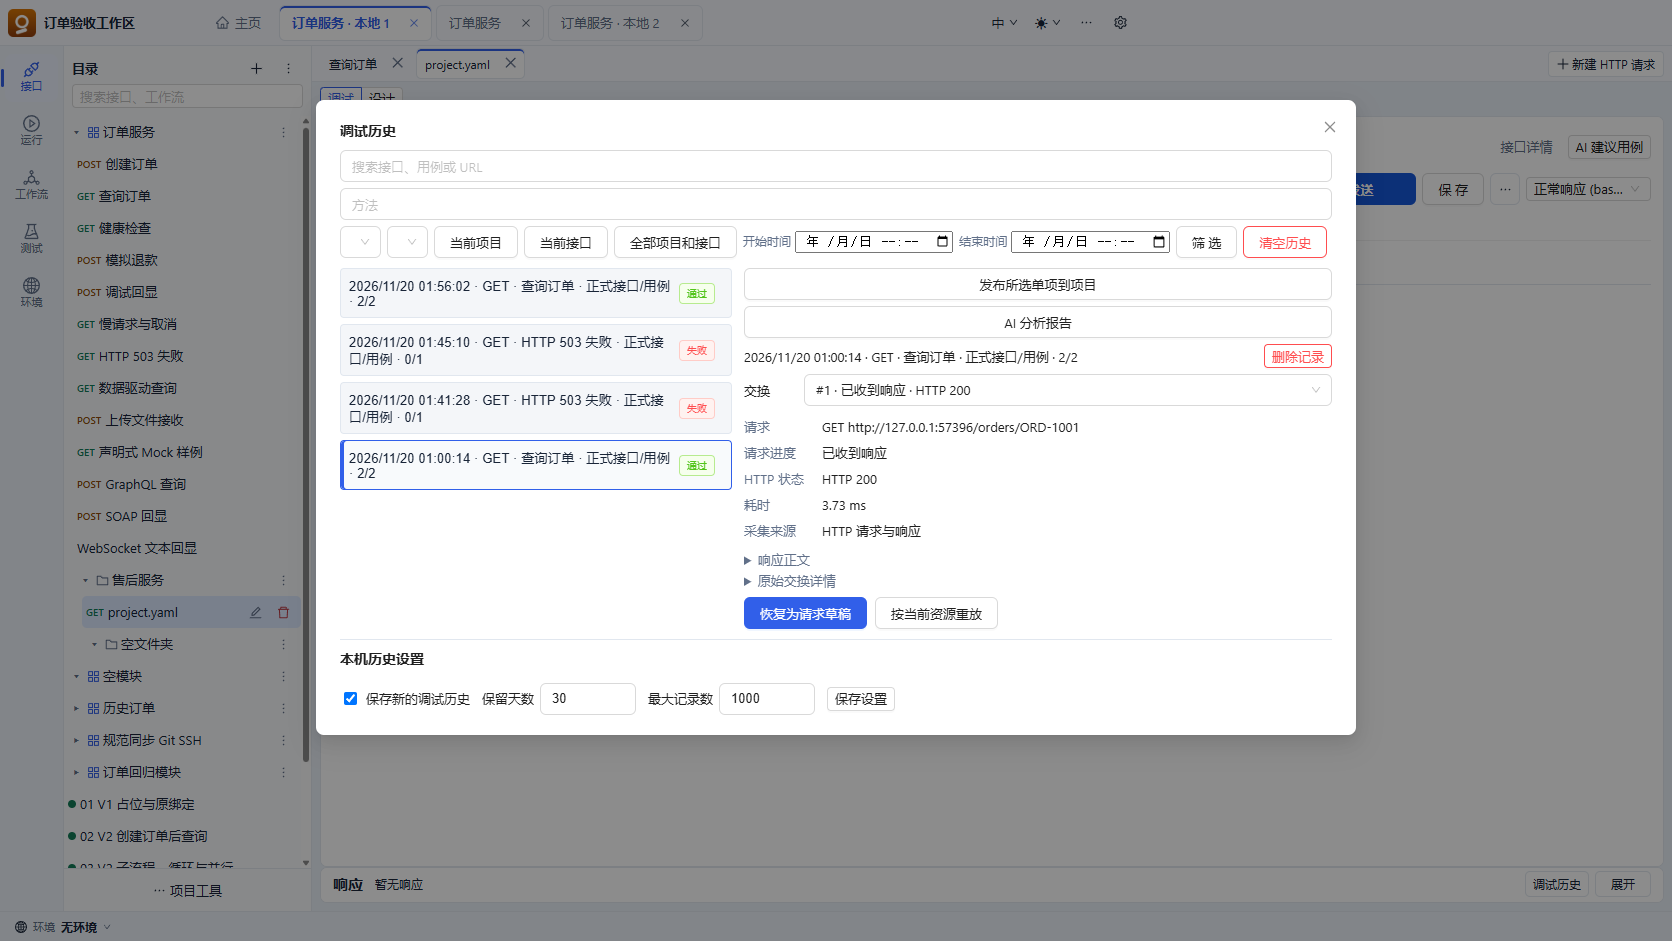 订单验收工作区
主页
订单服务 · 本地 1
订单服务
订单服务 · 本地 2
中
接口
运行
工作流
测试
环境
目录
搜索接口、工作流
订单服务
POST 创建订单
GET 查询订单
GET 健康检查
POST 模拟退款
POST 调试回显
GET 慢请求与取消
GET HTTP 503 失败
GET 数据驱动查询
POST 上传文件接收
GET 声明式 Mock 样例
POST GraphQL 查询
POST SOAP 回显
WebSocket 文本回显
售后服务
GET project.yaml
空文件夹
空模块
历史订单
规范同步 Git SSH
订单回归模块
01 V1 占位与原绑定
02 V2 创建订单后查询
··· 项目工具
环境 无环境
查询订单
project.yaml
新建 HTTP 请求
调试 设计
接口详情
AI 建议用例
送
保 存
···
正常响应 (bas...
调试历史
搜索接口、用例或 URL
方法
当前项目
当前接口
全部项目和接口
开始时间
年 /月/日 --:--
结束时间
年 /月/日 --:--
筛 选
清空历史
2026/11/20 01:56:02 · GET · 查询订单 · 正式接口/用例
· 2/2
通过
2026/11/20 01:45:10 · GET · HTTP 503 失败 · 正式接
口/用例 · 0/1
失败
2026/11/20 01:41:28 · GET · HTTP 503 失败 · 正式接
口/用例 · 0/1
失败
2026/11/20 01:00:14 · GET · 查询订单 · 正式接口/用例
· 2/2
通过
发布所选单项到项目
AI 分析报告
2026/11/20 01:00:14 · GET · 查询订单 · 正式接口/用例 · 2/2
删除记录
交换
#1 · 已收到响应 · HTTP 200
请求 GET http://127.0.0.1:57396/orders/ORD-1001
请求进度 已收到响应
HTTP 状态 HTTP 200
耗时 3.73 ms
采集来源 HTTP 请求与响应
响应正文
原始交换详情
恢复为请求草稿
按当前资源重放
本机历史设置
保存新的调试历史
保留天数 30
最大记录数 1000
保存设置
响应 暂无响应
调试历史
展开